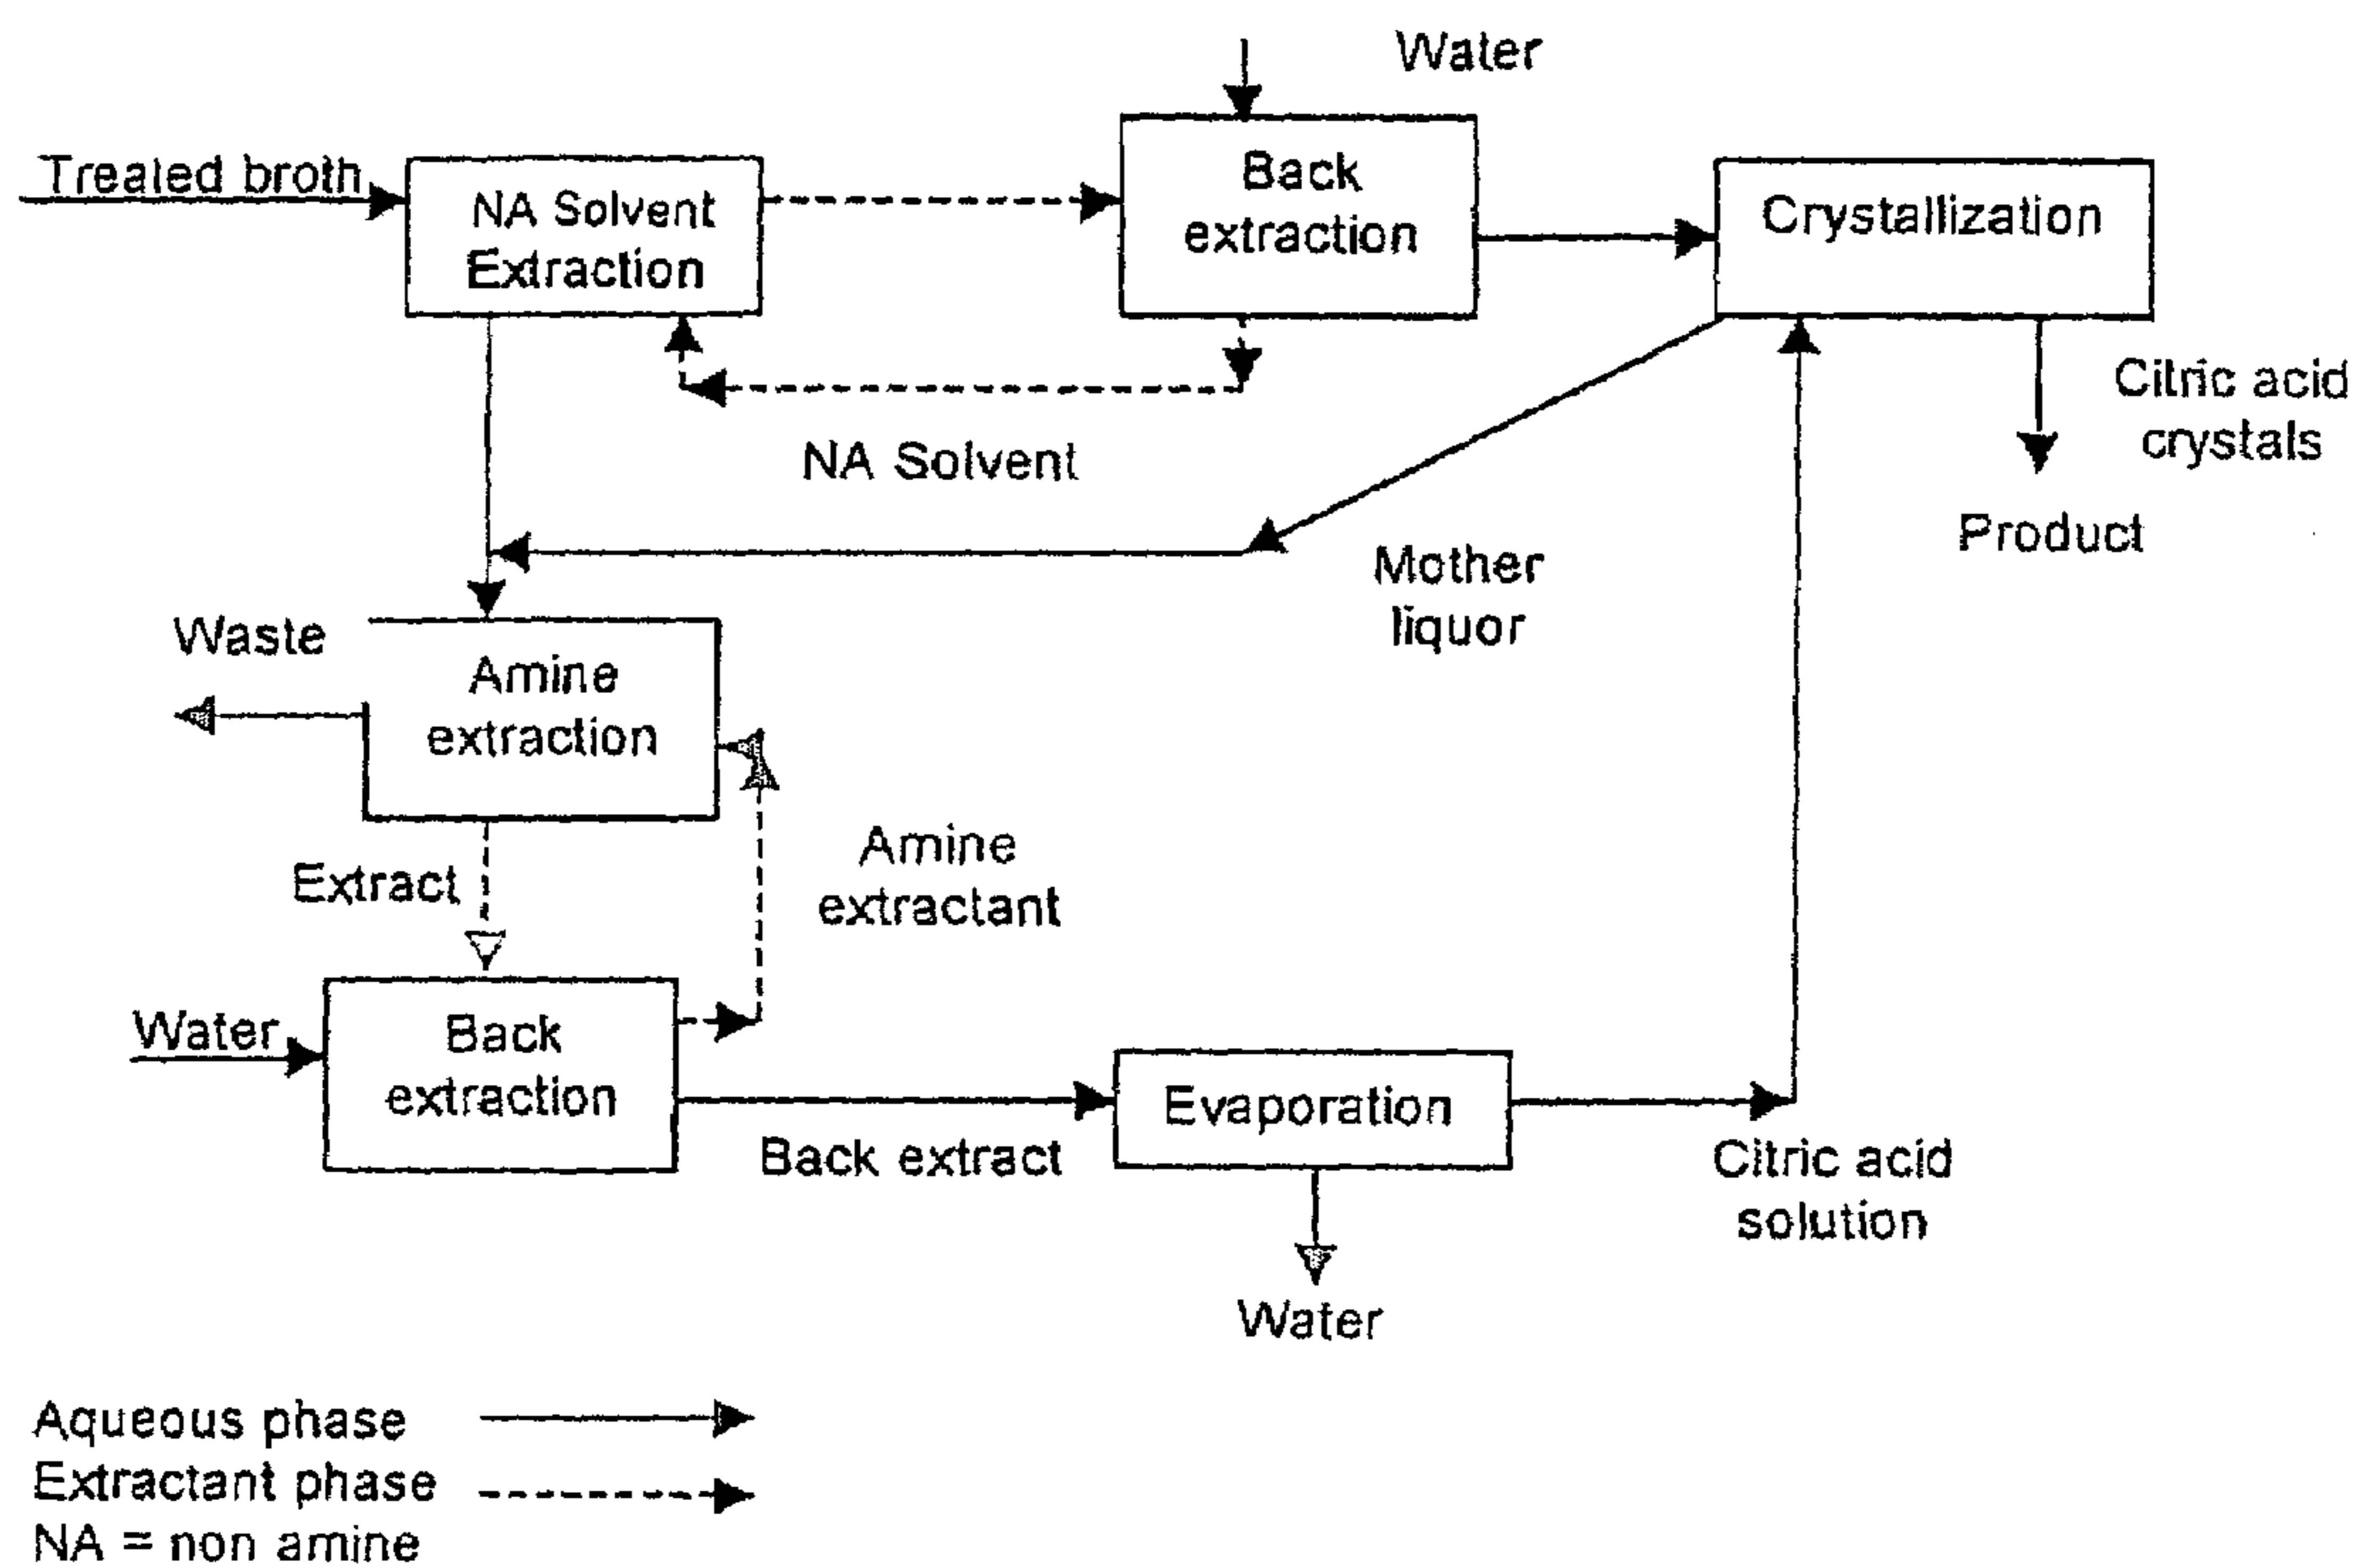 Water
Treated broth
NA Solvent
Extraction
Back
extraction
Crystallization
Citric acid
crystals
NA Solvent
Product
Mother
liquor
Waste
Amine
extraction
Extract
Amine
extractant
Water
Back
extraction
Evaporation
Back extract
Citric acid
solution
Water
Aqueous phase
Extractant phase
NA = non amine